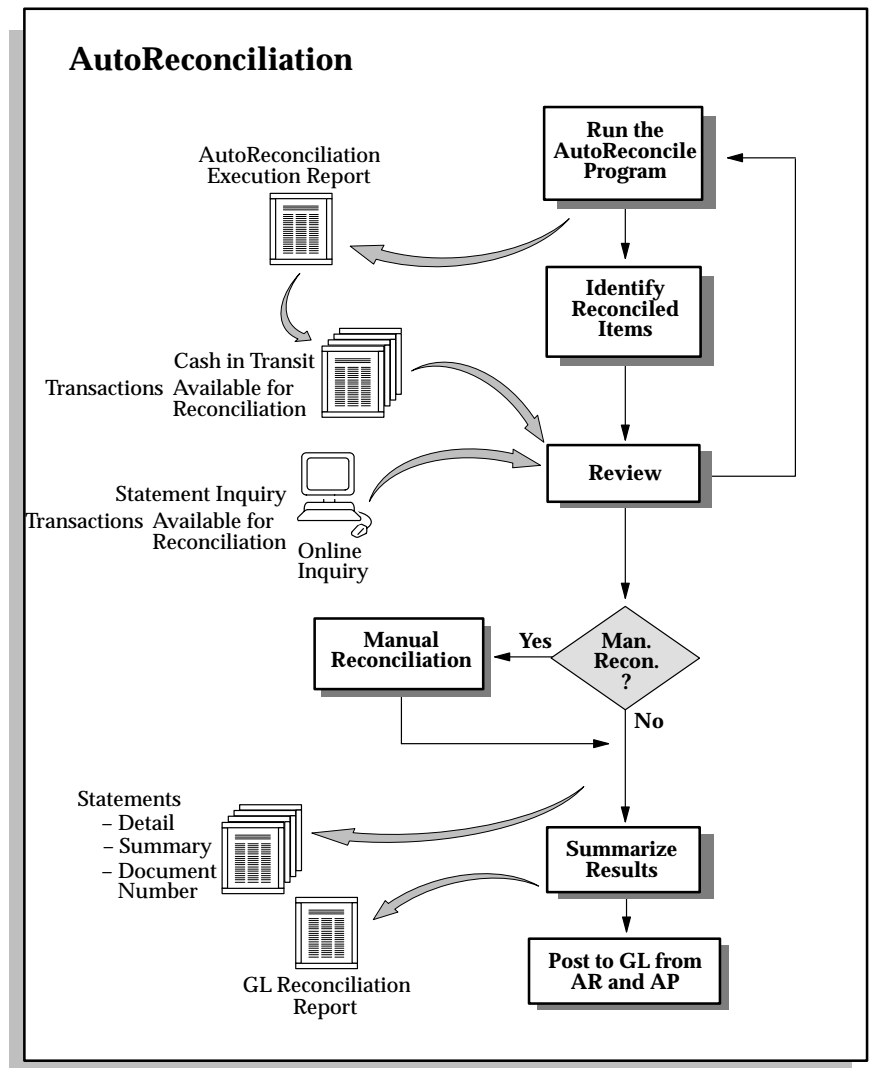 AutoReconciliation
Run the
AutoReconcile
Program
AutoReconciliation
Execution Report
Identify
Reconciled
Items
Cash in Transit
Transactions Available for
Reconciliation
Review
Statement Inquiry
Transactions Available for
Reconciliation
Online
Inquiry
Manual
Reconciliation
Yes
Man.
Recon.
?
No
Statements
– Detail
– Summary
– Document
Number
Summarize
Results
GL Reconciliation
Report
Post to GL from
AR and AP